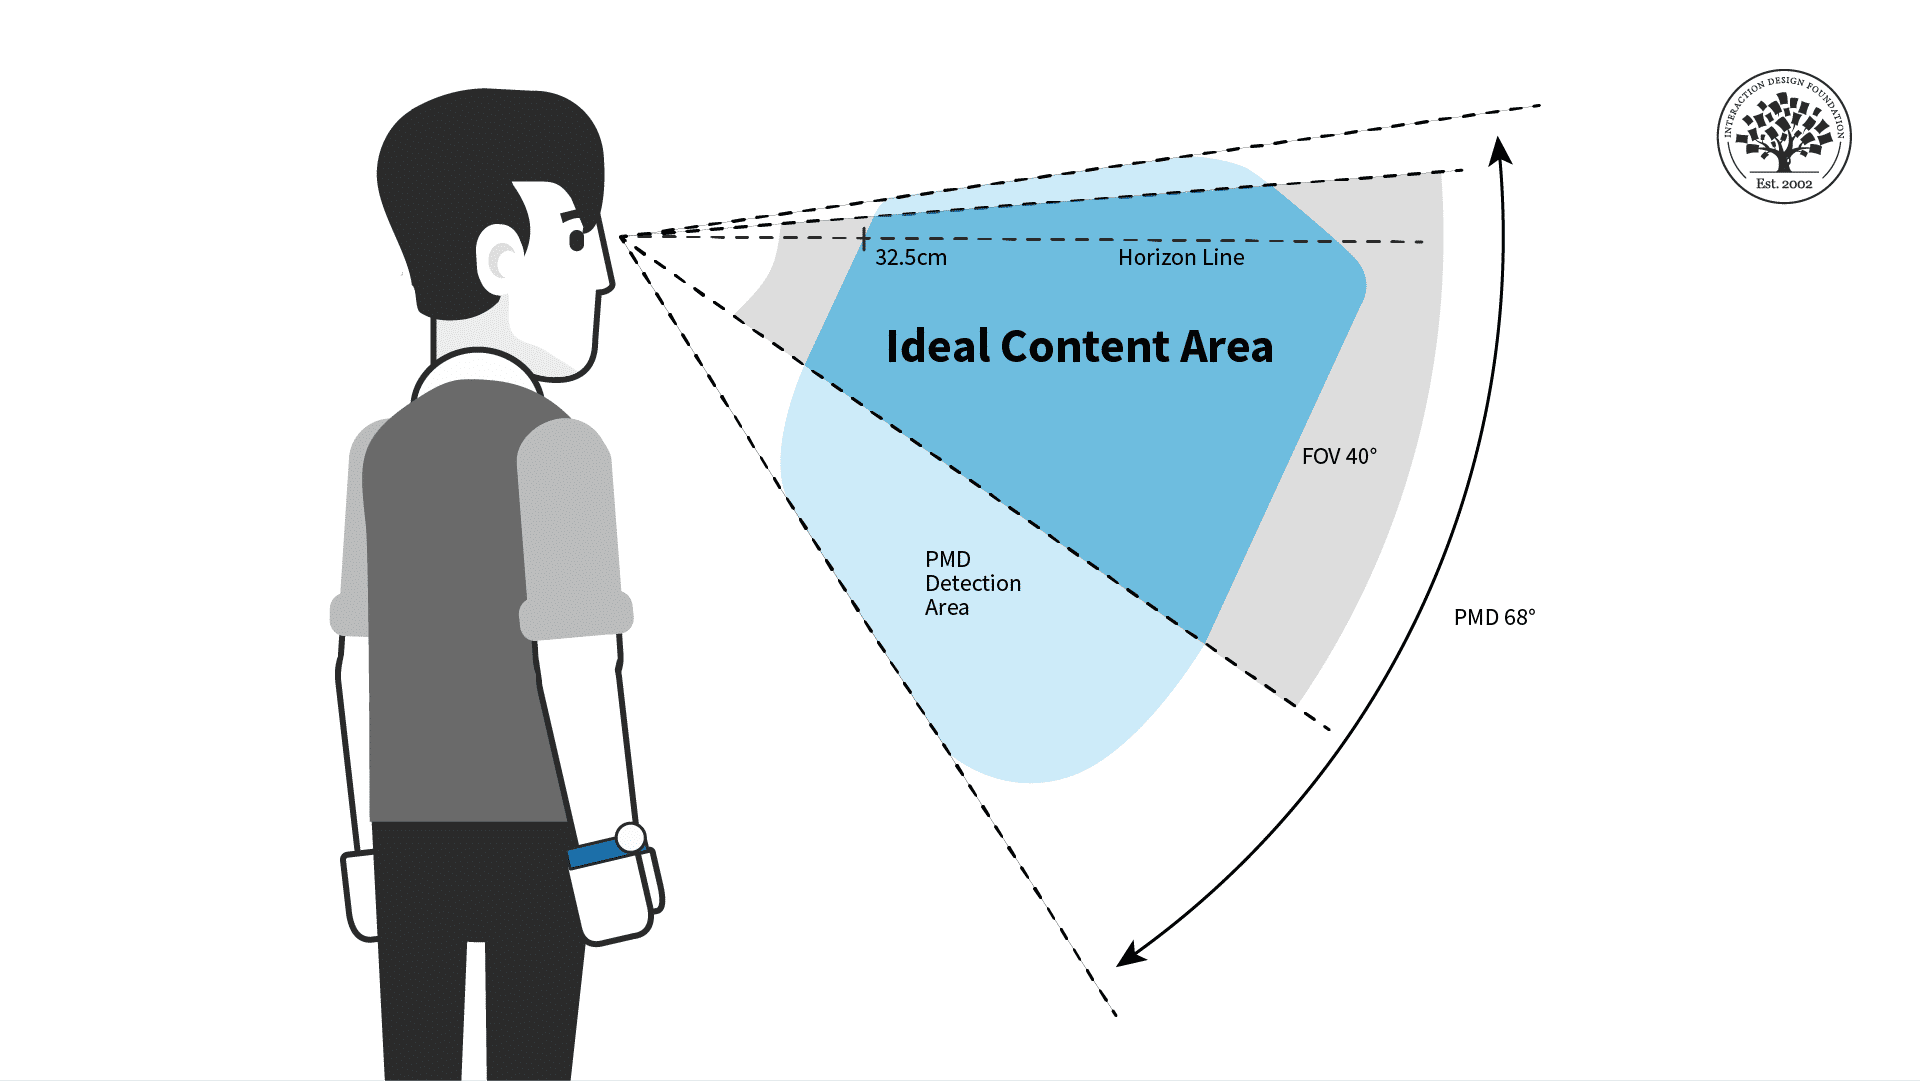 INTERACTION DESIGN FOUNDATION
Est. 2002
32.5cm
Horizon Line
Ideal Content Area
FOV 40°
PMD
Detection
Area
PMD 68°